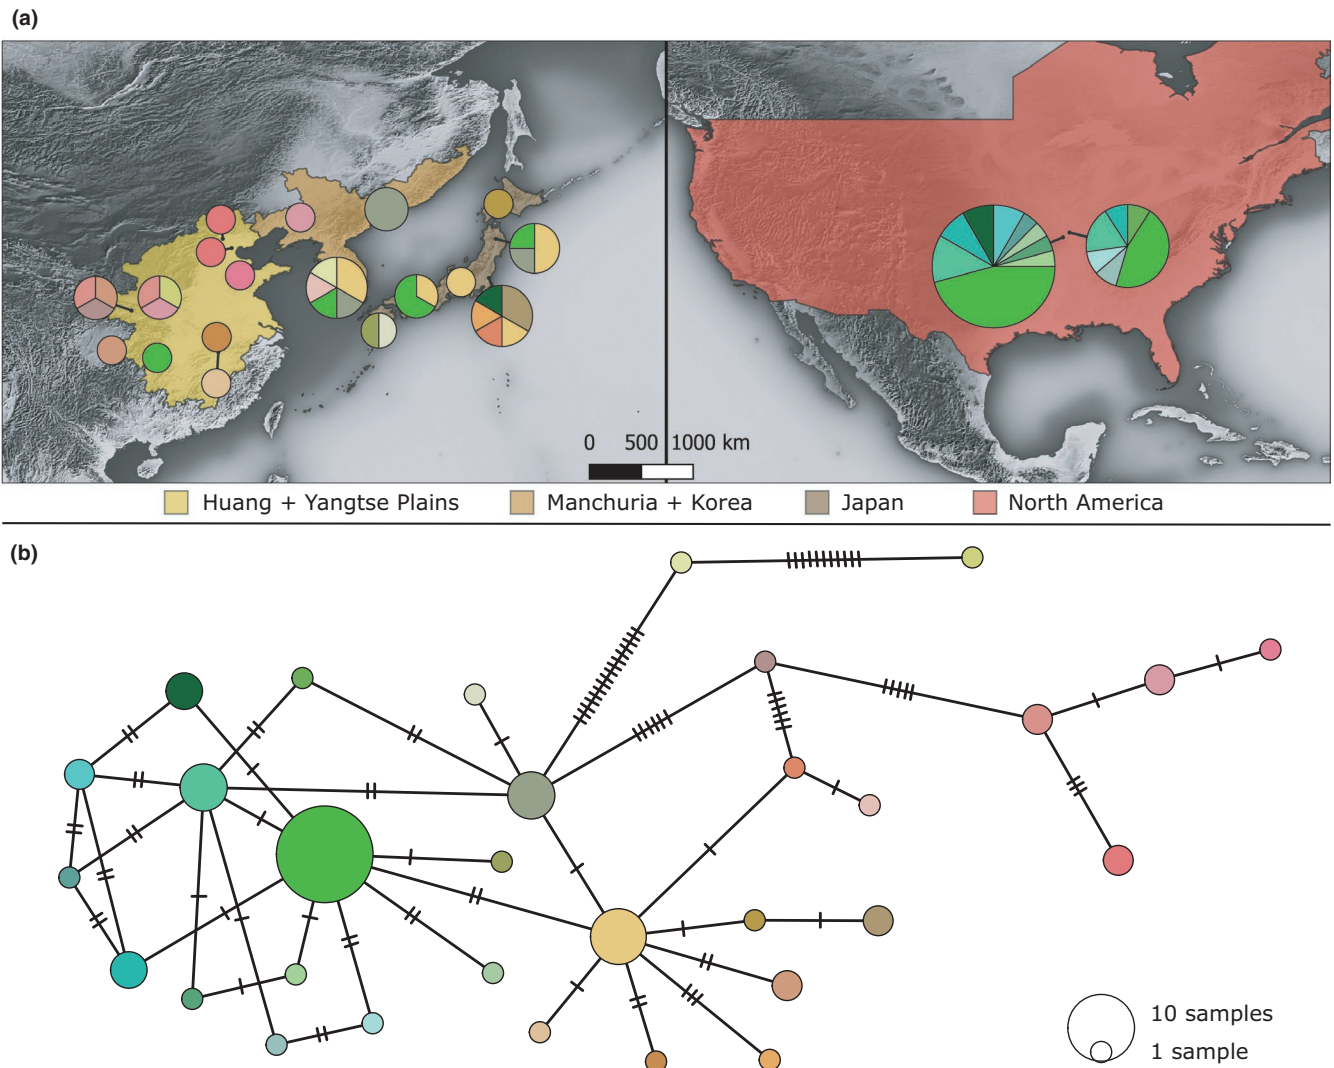 (a)
0 500 1000 km
Huang + Yangtse Plains Manchuria + Korea Japan North America
(b)
10 samples
1 sample